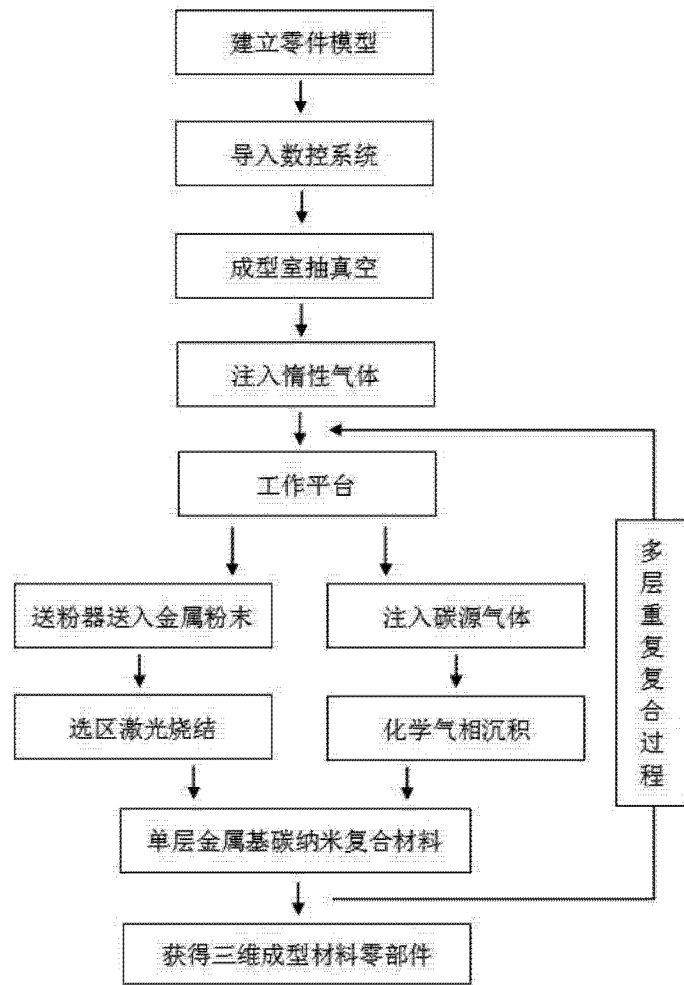 建立零件模型
导入数控系统
成型室抽真空
注入惰性气体
工作平台
送粉器送入金属粉末
注入碳源气体
选区激光烧结
化学气相沉积
多层重复复合过程
单层金属基碳纳米复合材料
获得三维成型材料零部件